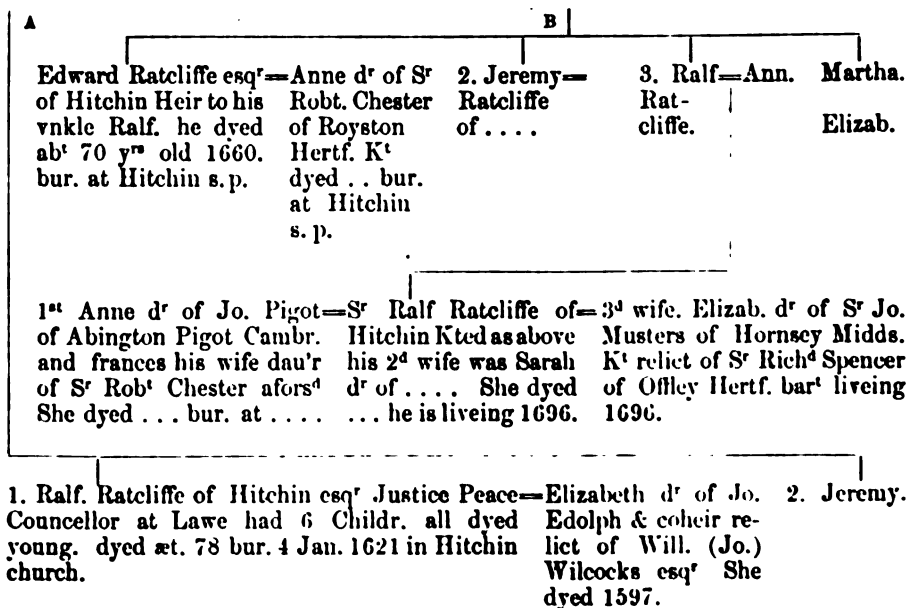 A B
Edward Ratcliffe esqʳ=Anne dʳ of Sʳ 2. Jeremy= 3. Ralf=Ann. Martha.
of Hitchin Heir to his Robt. Chester Ratcliffe Rat-
vnkle Ralf. he dyed of Royston of .... cliffe. Elizab.
abᵗ 70 yʳˢ old 1660. Hertf. Kᵗ
bur. at Hitchin s. p. dyed .. bur.
at Hitchin
s. p.
1ˢᵗ Anne dʳ of Jo. Pigot=Sʳ Ralf Ratcliffe of=3ᵈ wife. Elizab. dʳ of Sʳ Jo.
of Abington Pigot Cambr. Hitchin Kted as above Musters of Hornsey Midds.
and frances his wife dau'r his 2ᵈ wife was Sarah Kᵗ relict of Sʳ Richᵈ Spencer
of Sʳ Robᵗ Chester aforsᵈ dʳ of .... She dyed of Offley Hertf. barᵗ liveing
She dyed ... bur. at .... ... he is liveing 1696. 1696.
1. Ralf. Ratcliffe of Hitchin esqʳ Justice Peace=Elizabeth dʳ of Jo. 2. Jeremy.
Councellor at Lawe had 6 Childr. all dyed Edolph & coheir re-
young. dyed æt. 78 bur. 4 Jan. 1621 in Hitchin lict of Will. (Jo.)
church. Wilcocks esqʳ She
dyed 1597.